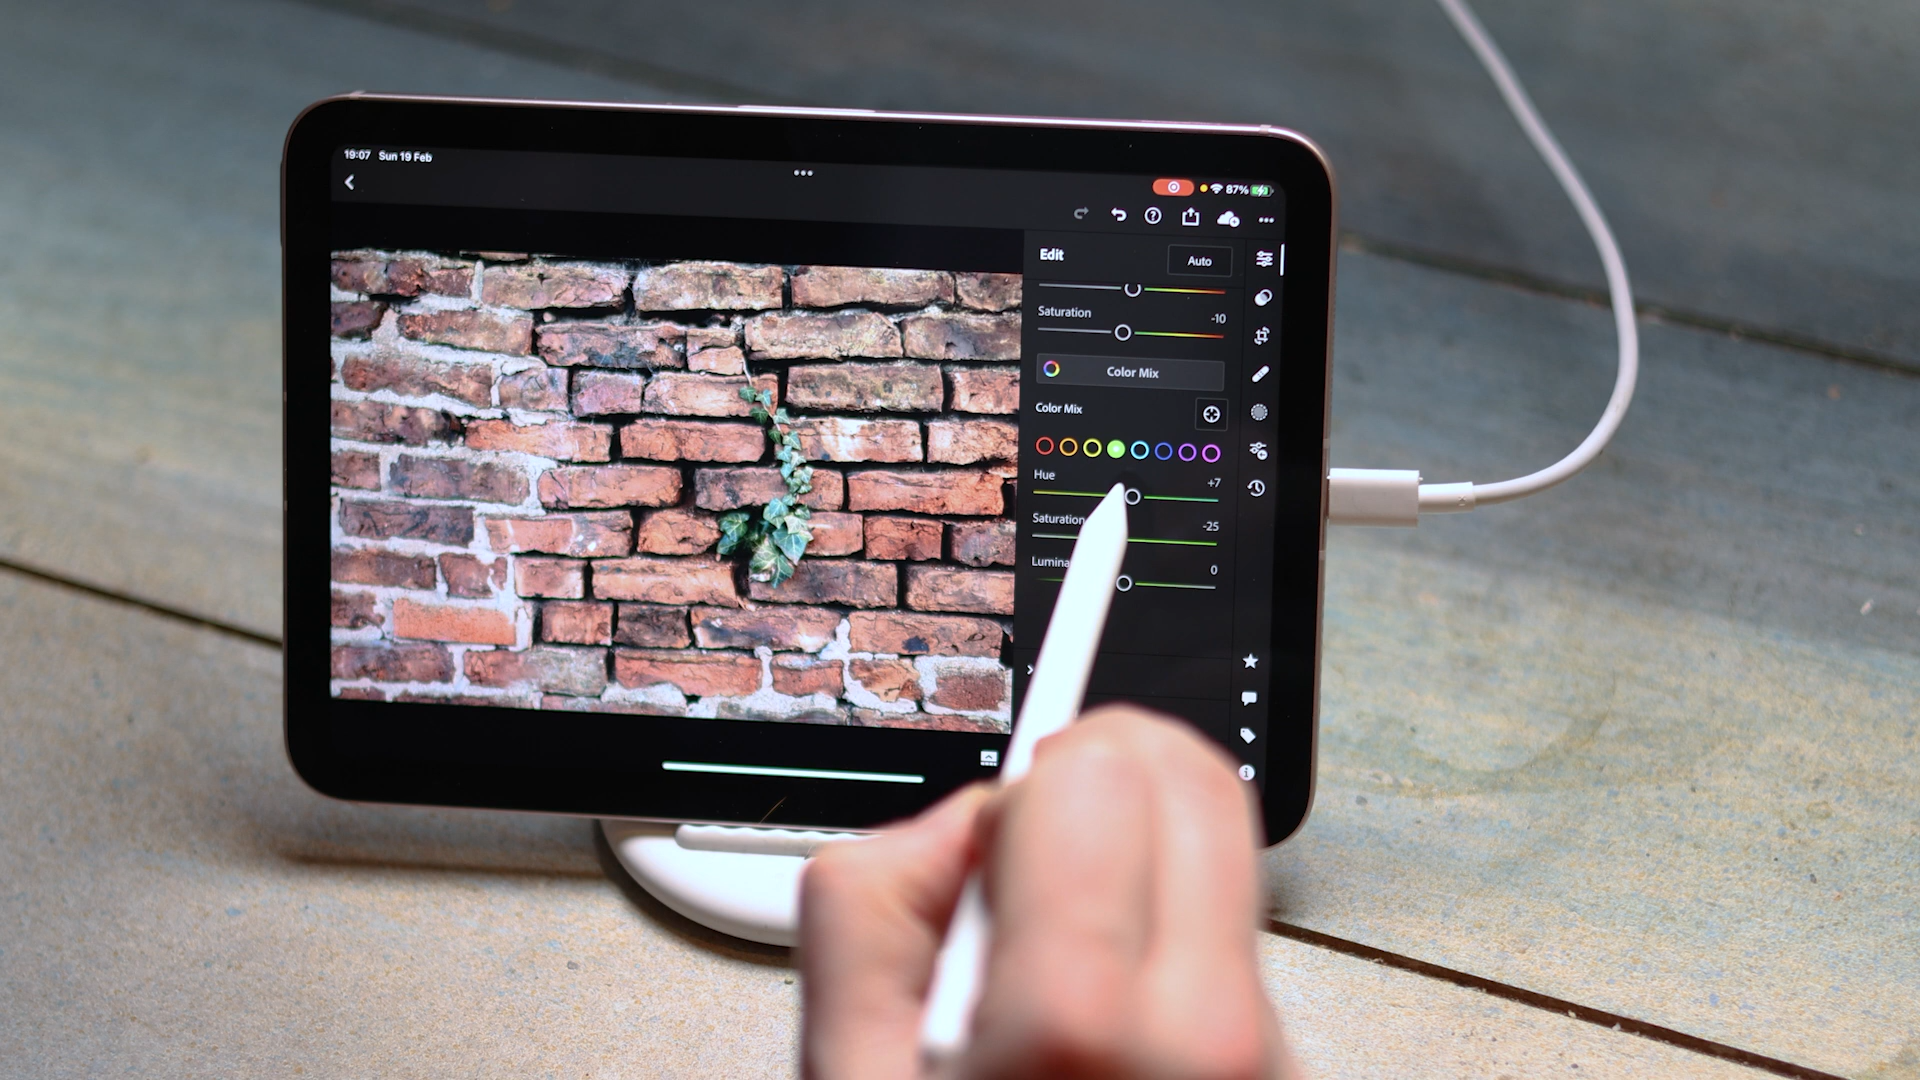 19:07 Sun 19 Feb
87%
Edit
Auto
Saturation -10
Color Mix
Color Mix
Hue +7
Saturation -25
Lumina 0